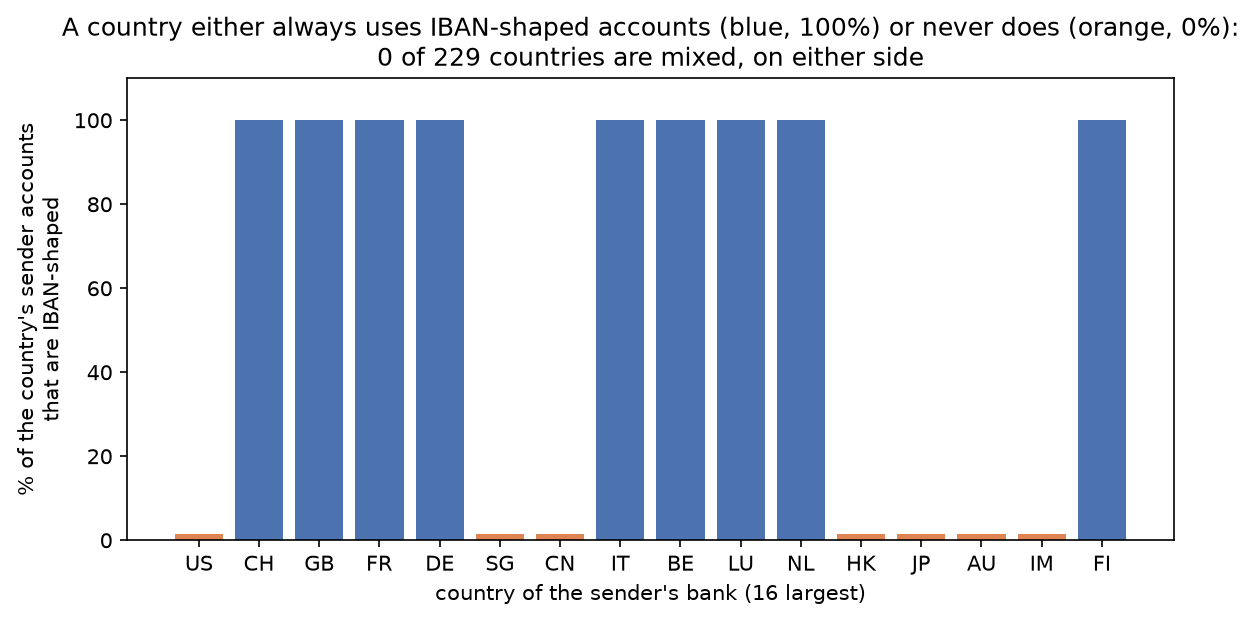 A country either always uses IBAN-shaped accounts (blue, 100%) or never does (orange, 0%):
0 of 229 countries are mixed, on either side
% of the country's sender accounts
that are IBAN-shaped
100
80
60
40
20
0
US CH GB FR DE SG CN IT BE LU NL HK JP AU IM FI
country of the sender's bank (16 largest)